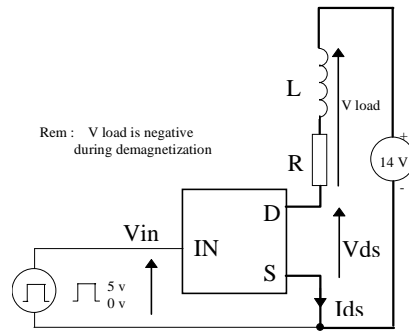 L
V load
Rem : V load is negative
during demagnetization
R
+
14 V
-
D
Vin
IN
Vds
S
5 v
0 v
Ids